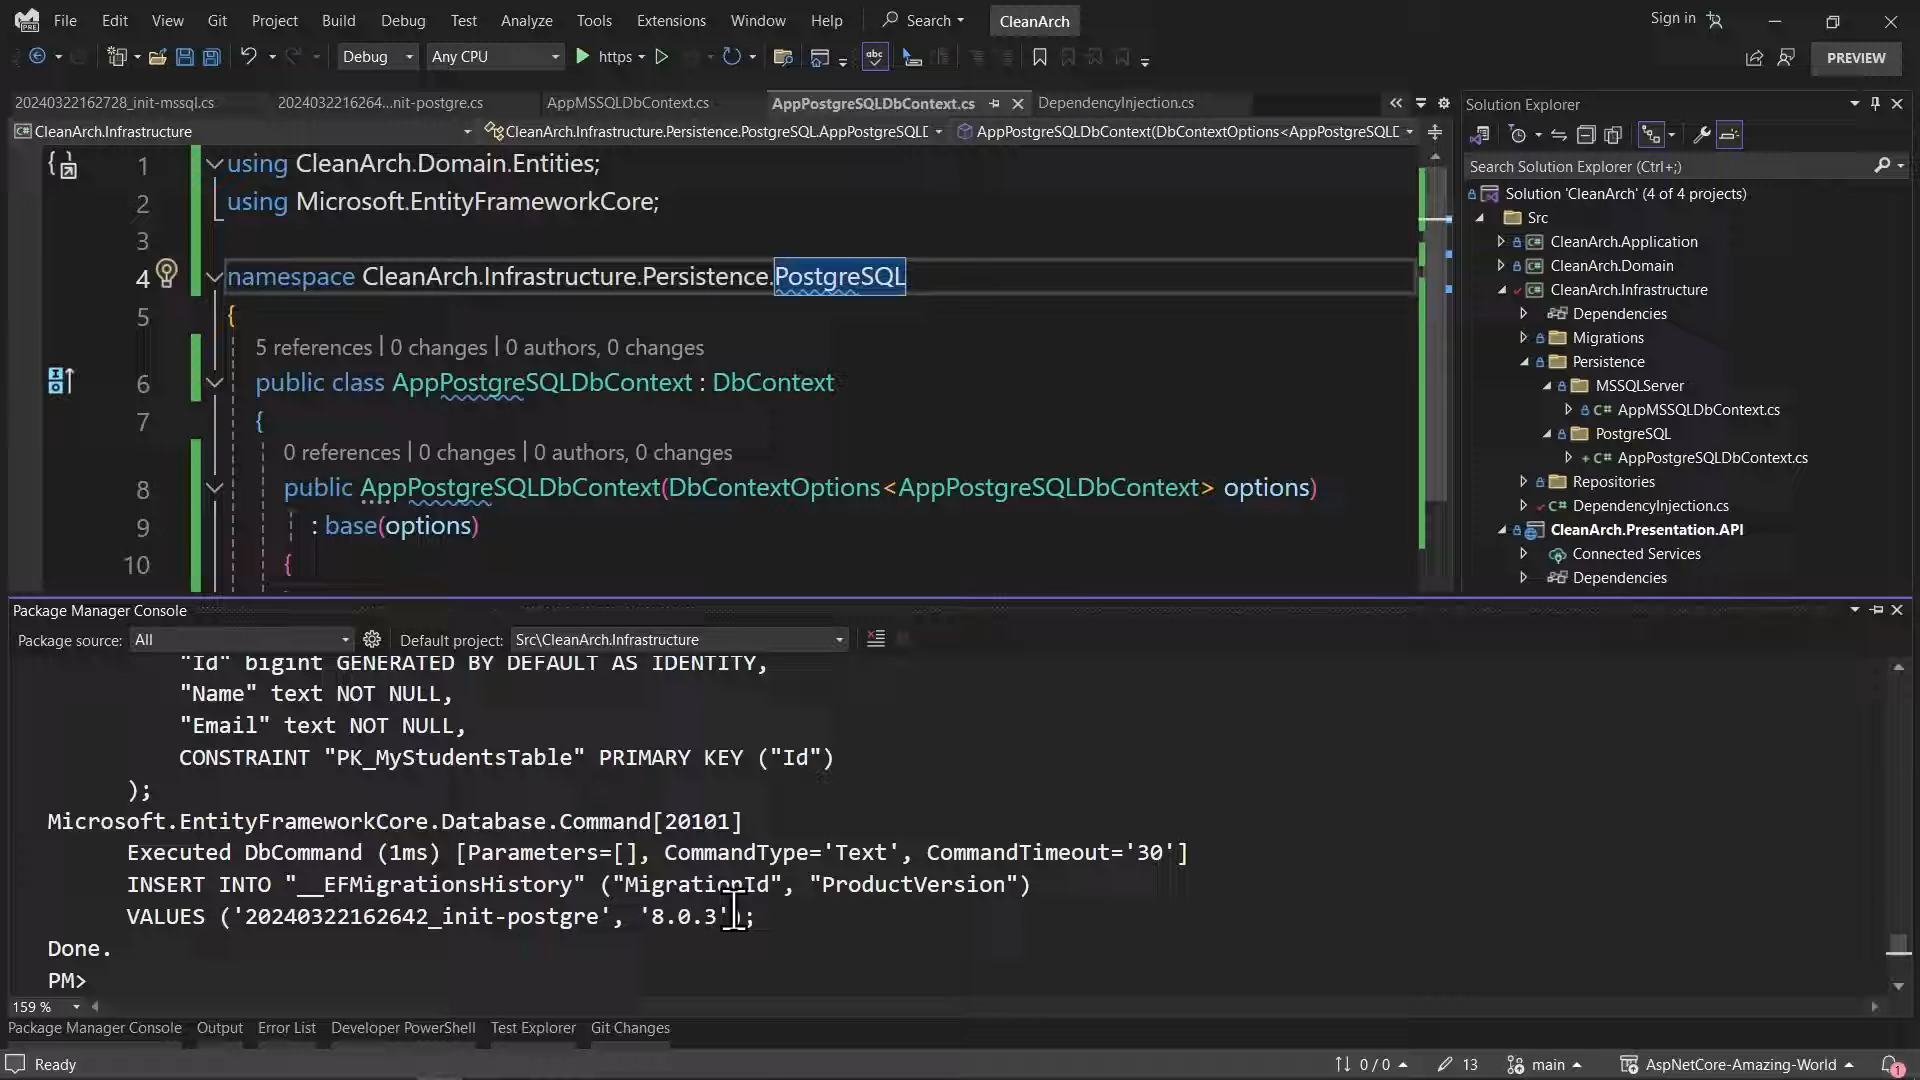 File Edit View Git Project Build Debug Test Analyze Tools Extensions Window Help Search CleanArch Sign in
Debug Any CPU https PREVIEW
20240322162728_init-mssql.cs 2024032216264...nit-postgre.cs AppMSSQLDbContext.cs AppPostgreSQLDbContext.cs DependencyInjection.cs
CleanArch.Infrastructure CleanArch.Infrastructure.Persistence.PostgreSQL.AppPostgreSQLD AppPostgreSQLDbContext(DbContextOptions<AppPostgreSQLD
1 using CleanArch.Domain.Entities;
2 using Microsoft.EntityFrameworkCore;
3
4 namespace CleanArch.Infrastructure.Persistence.PostgreSQL
5 {
5 references | 0 changes | 0 authors, 0 changes
6 public class AppPostgreSQLDbContext : DbContext
7 {
0 references | 0 changes | 0 authors, 0 changes
8 public AppPostgreSQLDbContext(DbContextOptions<AppPostgreSQLDbContext> options)
9 : base(options)
10 {
Solution Explorer
Search Solution Explorer (Ctrl+;)
Solution 'CleanArch' (4 of 4 projects)
Src
CleanArch.Application
CleanArch.Domain
CleanArch.Infrastructure
Dependencies
Migrations
Persistence
MSSQLServer
AppMSSQLDbContext.cs
PostgreSQL
AppPostgreSQLDbContext.cs
Repositories
DependencyInjection.cs
CleanArch.Presentation.API
Connected Services
Dependencies
Package Manager Console
Package source: All Default project: Src\CleanArch.Infrastructure
"Id" bigint GENERATED BY DEFAULT AS IDENTITY,
"Name" text NOT NULL,
"Email" text NOT NULL,
CONSTRAINT "PK_MyStudentsTable" PRIMARY KEY ("Id")
);
Microsoft.EntityFrameworkCore.Database.Command[20101]
Executed DbCommand (1ms) [Parameters=[], CommandType='Text', CommandTimeout='30']
INSERT INTO "__EFMigrationsHistory" ("MigrationId", "ProductVersion")
VALUES ('20240322162642_init-postgre', '8.0.3');
Done.
PM>
159 %
Package Manager Console Output Error List Developer PowerShell Test Explorer Git Changes
Ready 0 / 0 13 main AspNetCore-Amazing-World 1